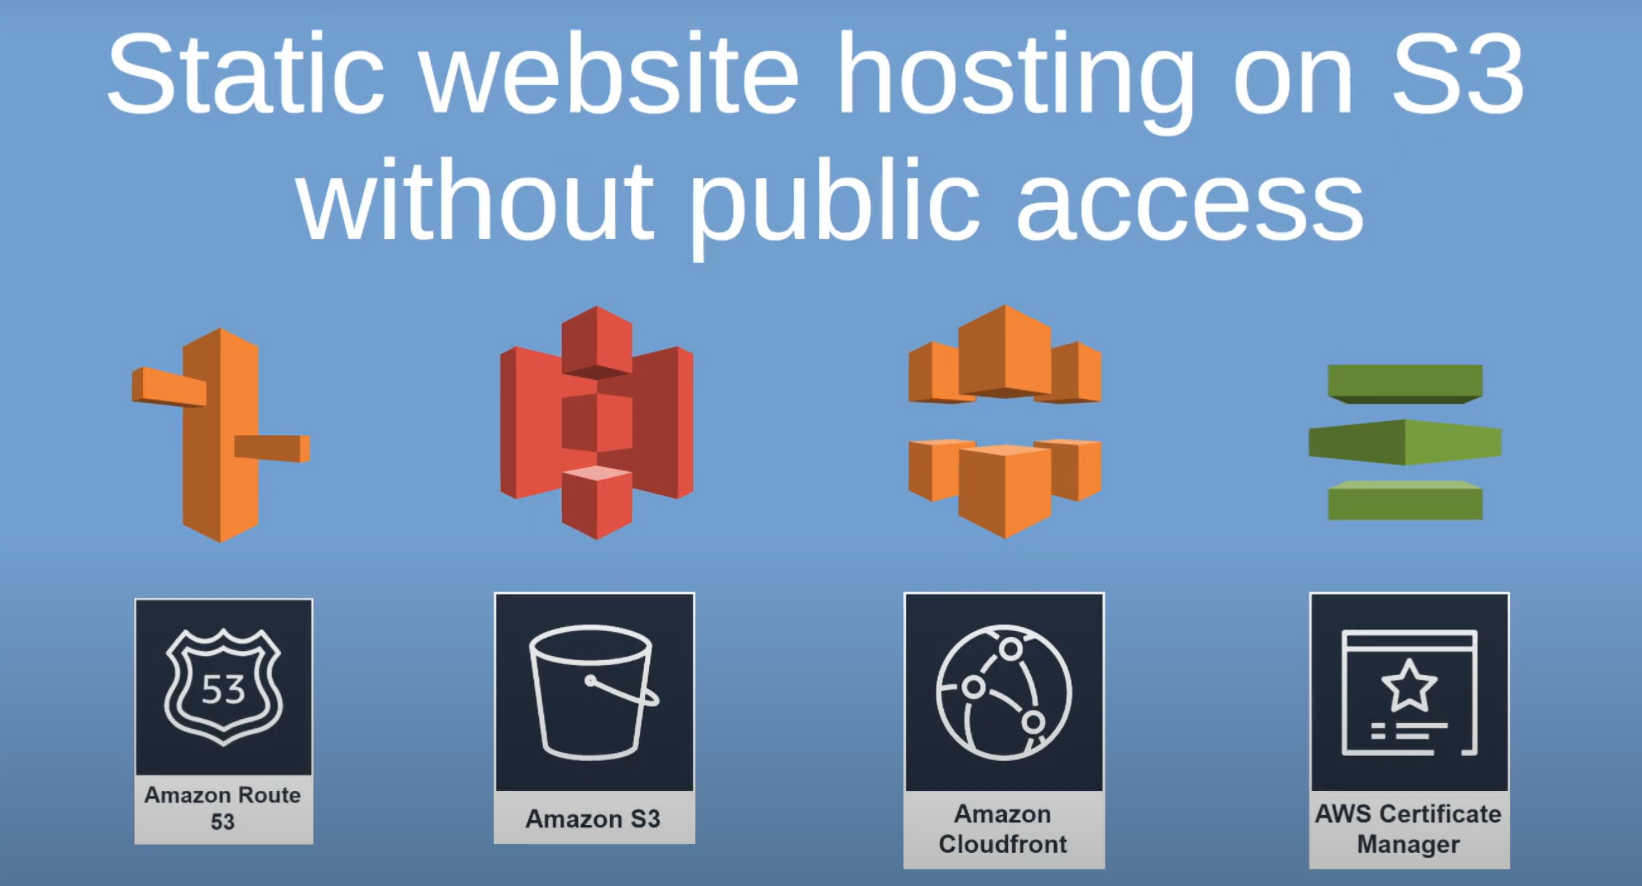 Static website hosting on S3
without public access
53
Amazon Route
53
Amazon S3
Amazon
Cloudfront
AWS Certificate
Manager